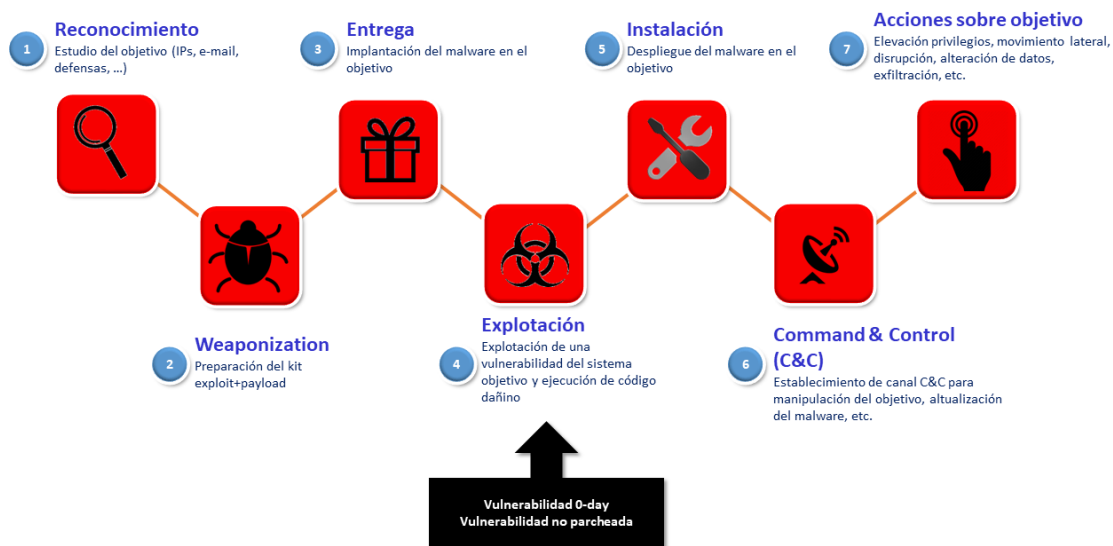 1
Reconocimiento
Estudio del objetivo (IPs, e-mail,
defensas, ...)
2
Weaponization
Preparación del kit
exploit+payload
3
Entrega
Implantación del malware en el
objetivo
4
Explotación
Explotación de una
vulnerabilidad del sistema
objetivo y ejecución de código
dañino
5
Instalación
Despliegue del malware en el
objetivo
6
Command & Control
(C&C)
Establecimiento de canal C&C para
manipulación del objetivo, altualización
del malware, etc.
7
Acciones sobre objetivo
Elevación privilegios, movimiento lateral,
disrupción, alteración de datos,
exfiltración, etc.
Vulnerabilidad 0-day
Vulnerabilidad no parcheada